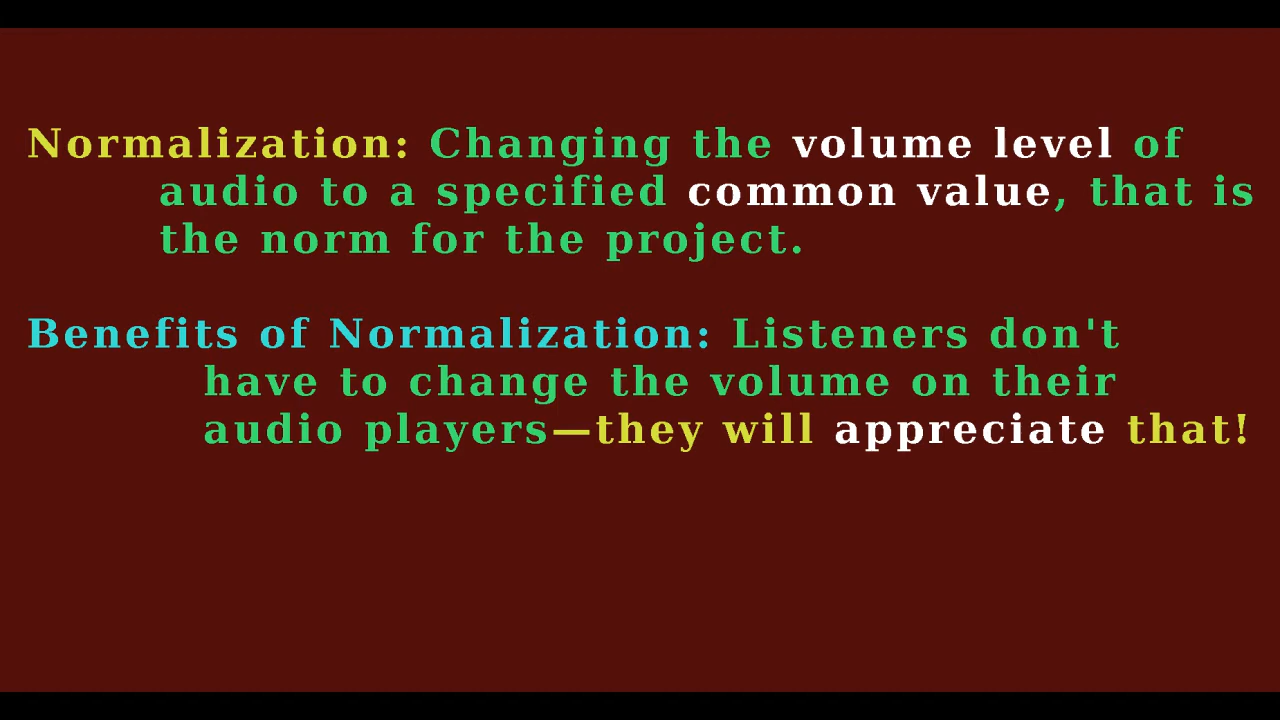 Normalization: Changing the volume level of
audio to a specified common value, that is
the norm for the project.
Benefits of Normalization: Listeners don't
have to change the volume on their
audio players—they will appreciate that!